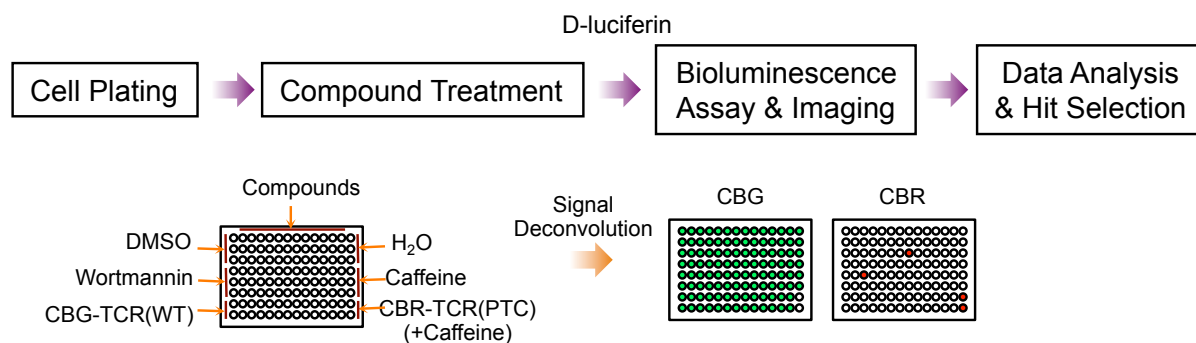 D-luciferin
Cell Plating
Compound Treatment
Bioluminescence
Assay & Imaging
Data Analysis
& Hit Selection
Compounds
DMSO
Wortmannin
CBG-TCR(WT)
H₂O
Caffeine
CBR-TCR(PTC)
(+Caffeine)
Signal
Deconvolution
CBG
CBR